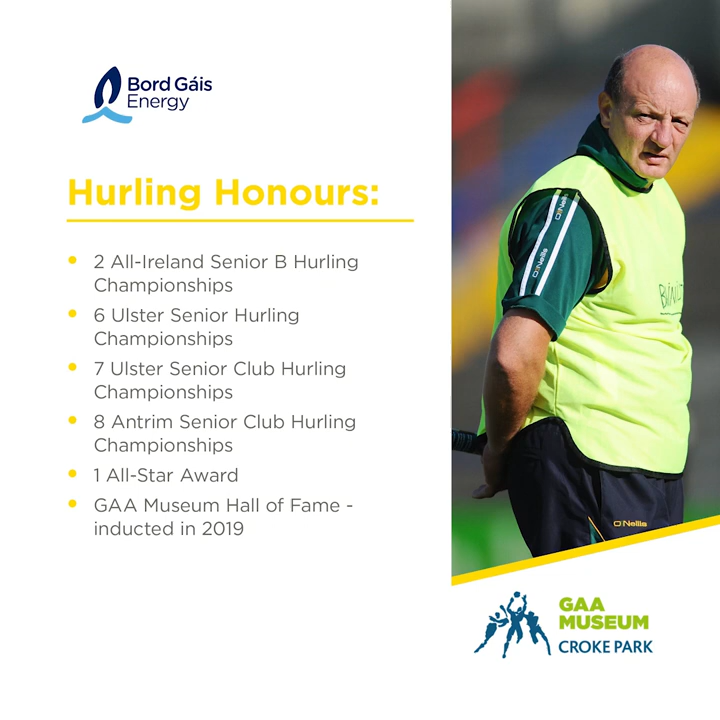 Bord Gáis
Energy
Hurling Honours:
2 All-Ireland Senior B Hurling
Championships
6 Ulster Senior Hurling
Championships
7 Ulster Senior Club Hurling
Championships
8 Antrim Senior Club Hurling
Championships
1 All-Star Award
GAA Museum Hall of Fame -
inducted in 2019
O'Neills
O'Neills
O'Neills
GAA
MUSEUM
CROKE PARK